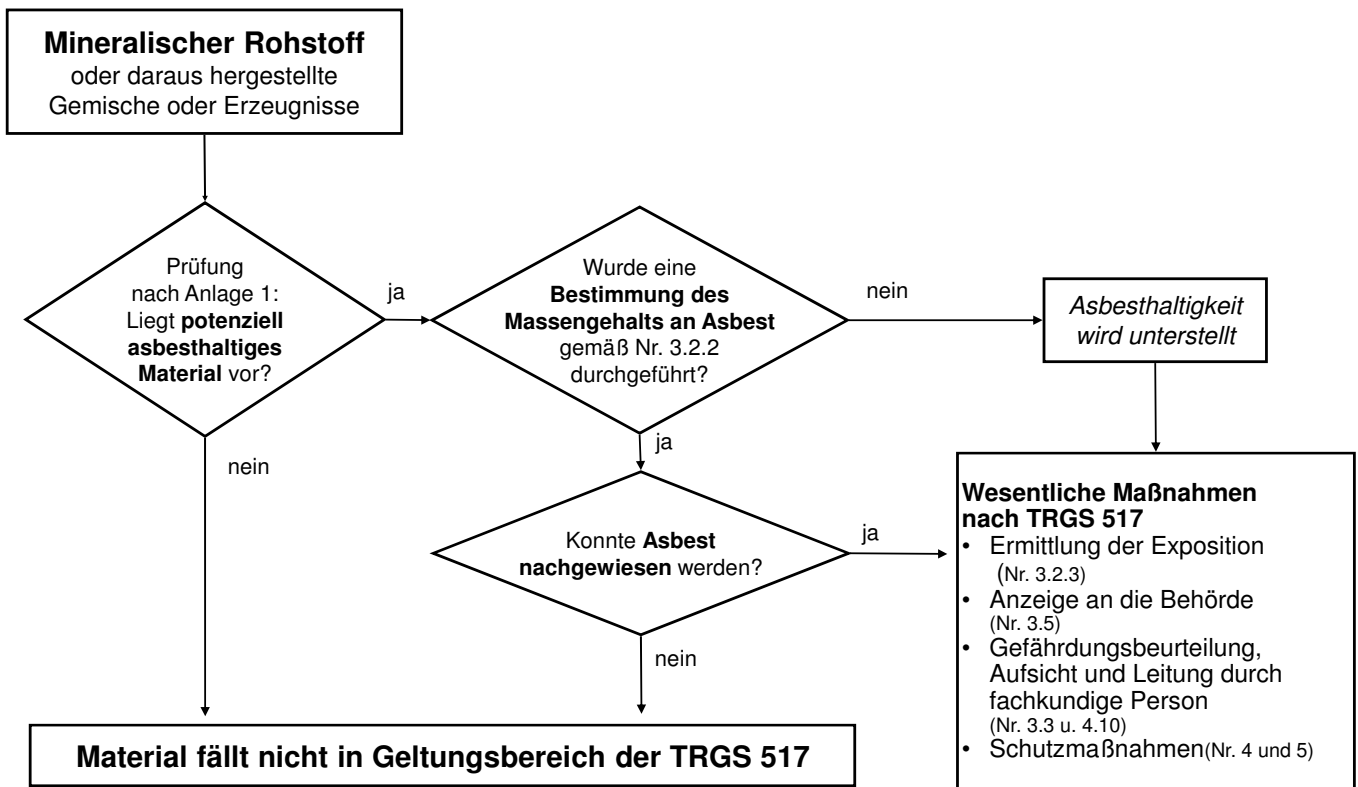 Mineralischer Rohstoff
oder daraus hergestellte
Gemische oder Erzeugnisse
Prüfung
nach Anlage 1:
Liegt potenziell
asbesthaltiges
Material vor?
ja
nein
Wurde eine
Bestimmung des
Massengehalts an Asbest
gemäß Nr. 3.2.2
durchgeführt?
nein
ja
Asbesthaltigkeit
wird unterstellt
Konnte Asbest
nachgewiesen werden?
ja
nein
Wesentliche Maßnahmen
nach TRGS 517
• Ermittlung der Exposition
(Nr. 3.2.3)
• Anzeige an die Behörde
(Nr. 3.5)
• Gefährdungsbeurteilung,
Aufsicht und Leitung durch
fachkundige Person
(Nr. 3.3 u. 4.10)
• Schutzmaßnahmen(Nr. 4 und 5)
Material fällt nicht in Geltungsbereich der TRGS 517